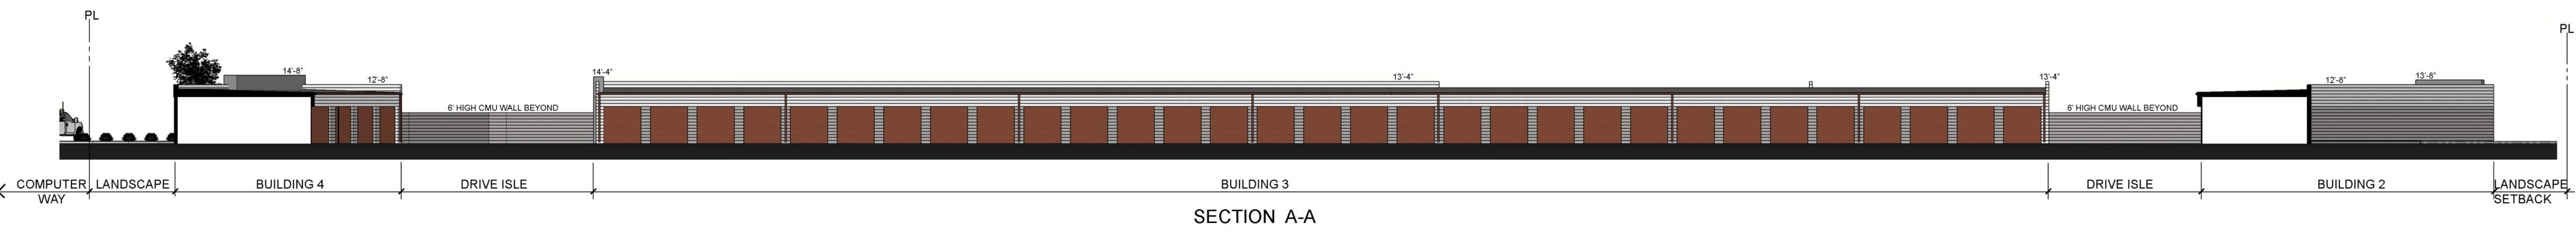 PL
PL
14'-8"
12'-8"
14'-4"
13'-4"
13'-4"
12'-8"
13'-8"
6' HIGH CMU WALL BEYOND
6' HIGH CMU WALL BEYOND
COMPUTER WAY
LANDSCAPE
BUILDING 4
DRIVE ISLE
BUILDING 3
DRIVE ISLE
BUILDING 2
LANDSCAPE SETBACK
SECTION A-A